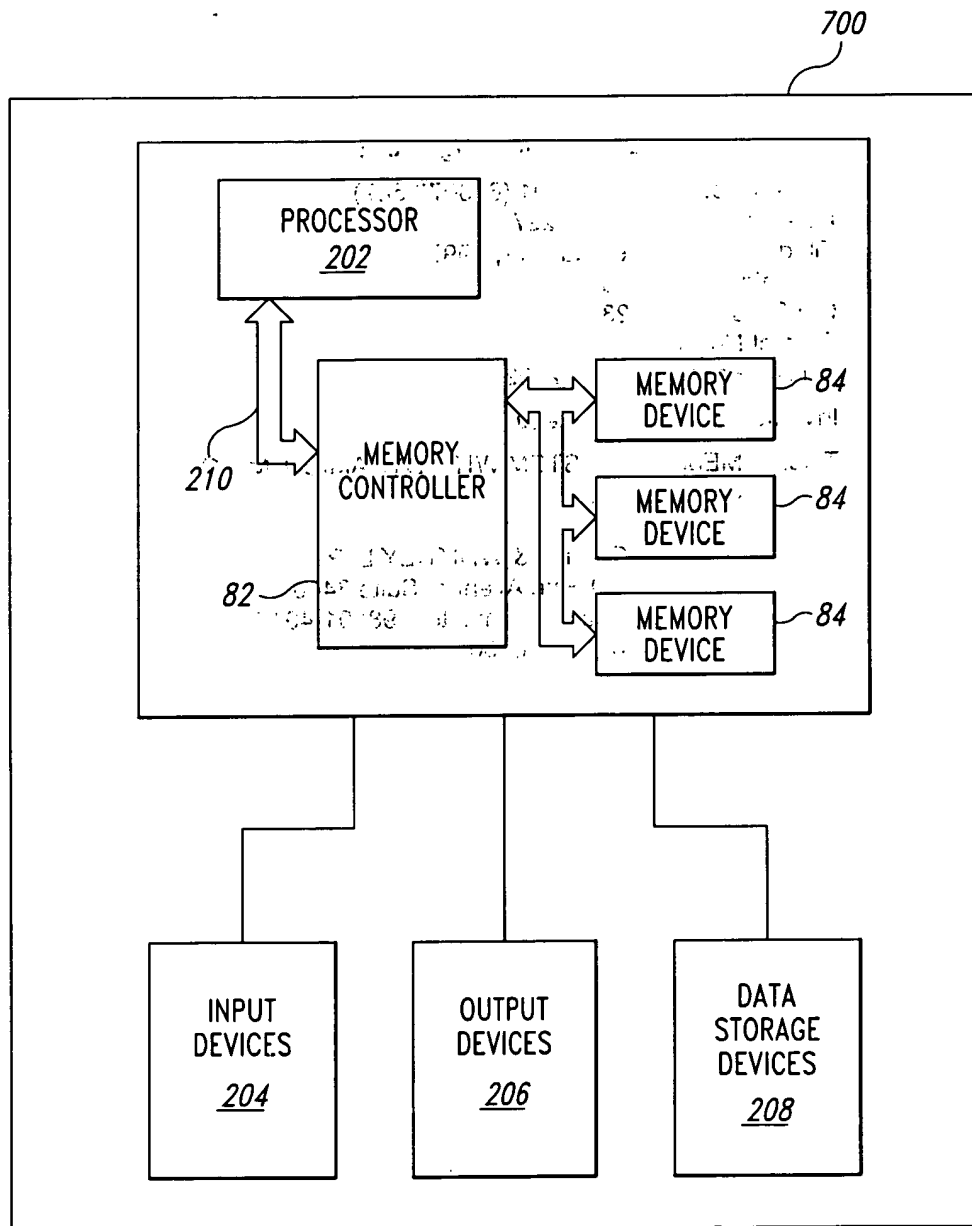 700
PROCESSOR
202
210
MEMORY
CONTROLLER
82
MEMORY
DEVICE
84
MEMORY
DEVICE
84
MEMORY
DEVICE
84
INPUT
DEVICES
204
OUTPUT
DEVICES
206
DATA
STORAGE
DEVICES
208